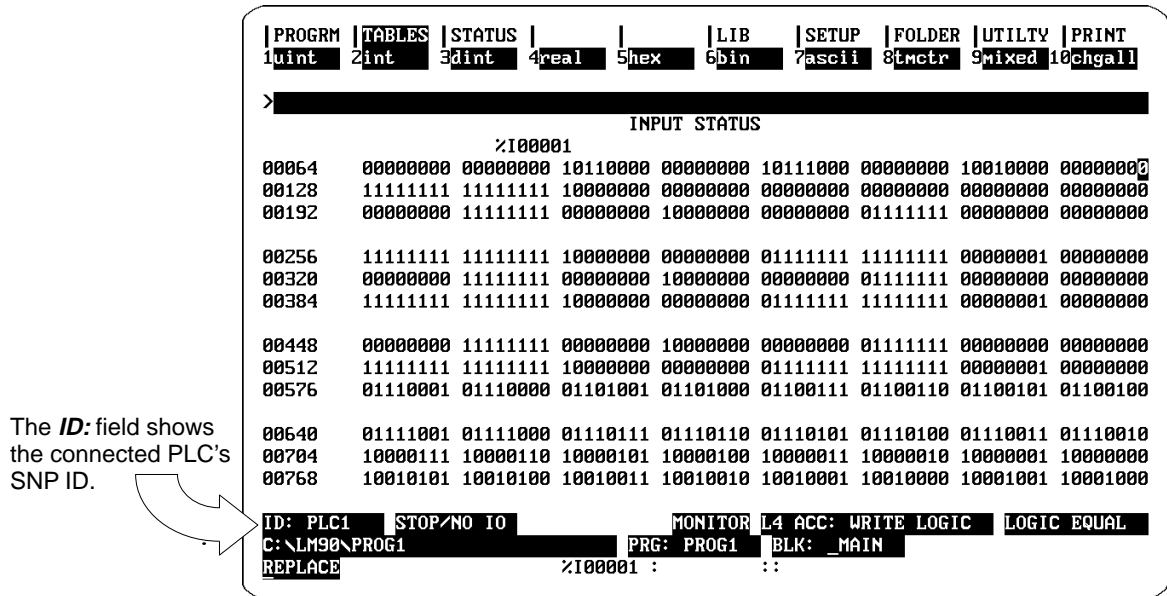 |PROGRM |TABLES |STATUS | | |LIB |SETUP |FOLDER |UTILTY |PRINT
1uint 2int 3dint 4real 5hex 6bin 7ascii 8tmctr 9mixed 10chgall
>
INPUT STATUS
%I00001
00064 00000000 00000000 10110000 00000000 10111000 00000000 10010000 00000000
00128 11111111 11111111 10000000 00000000 00000000 00000000 00000000 00000000
00192 00000000 11111111 00000000 10000000 00000000 01111111 00000000 00000000
00256 11111111 11111111 10000000 00000000 01111111 11111111 00000001 00000000
00320 00000000 11111111 00000000 10000000 00000000 01111111 00000000 00000000
00384 11111111 11111111 10000000 00000000 01111111 11111111 00000001 00000000
00448 00000000 11111111 00000000 10000000 00000000 01111111 00000000 00000000
00512 11111111 11111111 10000000 00000000 01111111 11111111 00000001 00000000
00576 01110001 01110000 01101001 01101000 01100111 01100110 01100101 01100100
00640 01111001 01111000 01110111 01110110 01110101 01110100 01110011 01110010
00704 10000111 10000110 10000101 10000100 10000011 10000010 10000001 10000000
00768 10010101 10010100 10010011 10010010 10010001 10010000 10001001 10001000
The ID: field shows
the connected PLC's
SNP ID.
ID: PLC1 STOP/NO IO MONITOR L4 ACC: WRITE LOGIC LOGIC EQUAL
C:\LM90\PROG1 PRG: PROG1 BLK: _MAIN
REPLACE %I00001 : ::